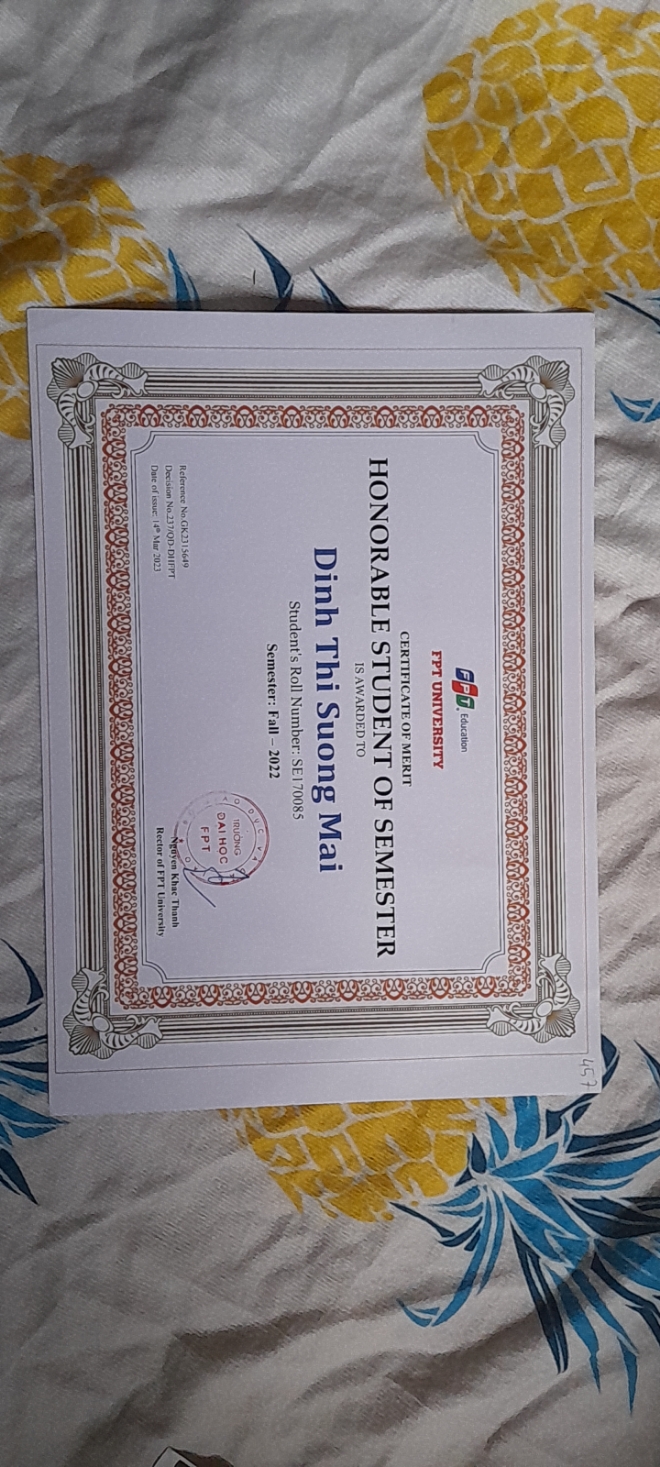 FPT Education
FPT UNIVERSITY
CERTIFICATE OF MERIT
HONORABLE STUDENT OF SEMESTER
IS AWARDED TO
Dinh Thi Suong Mai
Student's Roll Number: SE170085
Semester: Fall – 2022
Reference No.GK2315649
Decision No.237/QD-DHFPT
Date of issue: 14th Mar 2023
TRƯỜNG
ĐẠI HỌC
FPT
Nguyen Khac Thanh
Rector of FPT University
457